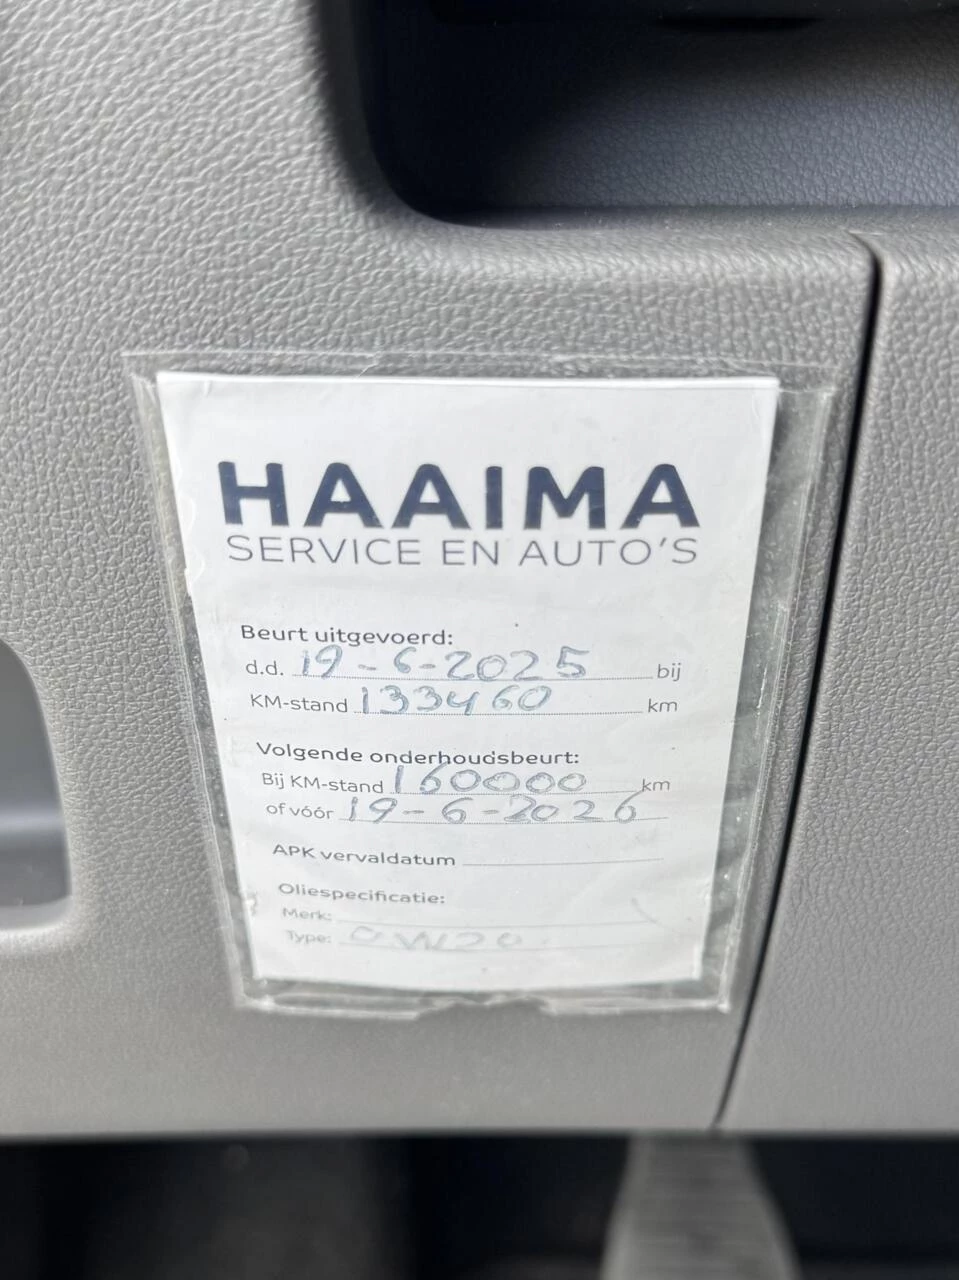 HAAIMA
SERVICE EN AUTO'S
Beurt uitgevoerd:
d.d. 19-6-2025 bij
KM-stand 133460 km
Volgende onderhoudsbeurt:
Bij KM-stand 160000 km
of vóór 19-6-2026
APK vervaldatum
Oliespecificatie:
Merk:
Type: 0W20